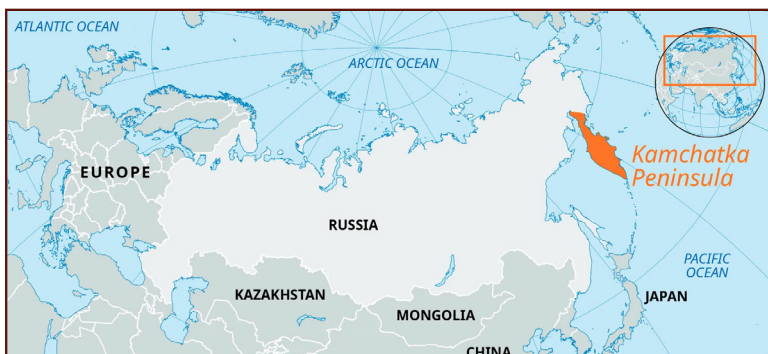 ATLANTIC OCEAN
ARCTIC OCEAN
Kamchatka
Peninsula
EUROPE
RUSSIA
PACIFIC
OCEAN
KAZAKHSTAN
JAPAN
MONGOLIA
CHINA